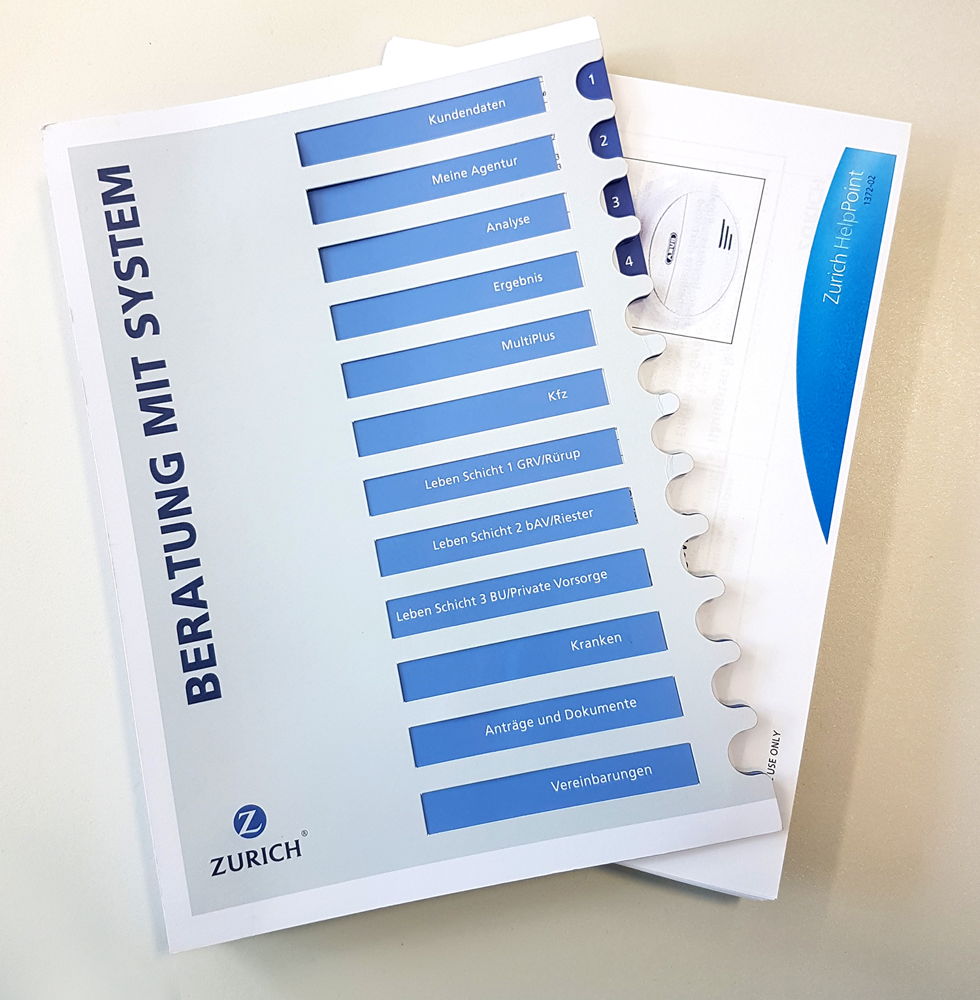 BERATUNG MIT SYSTEM
Kundendaten
1
Meine Agentur
2
Analyse
3
Ergebnis
4
MultiPlus
Kfz
Leben Schicht 1 GRV/Rürup
Leben Schicht 2 bAV/Riester
Leben Schicht 3 BU/Private Vorsorge
Kranken
Anträge und Dokumente
Vereinbarungen
Z
ZURICH®
Zurich HelpPoint
1372-02
ABUS
USE ONLY